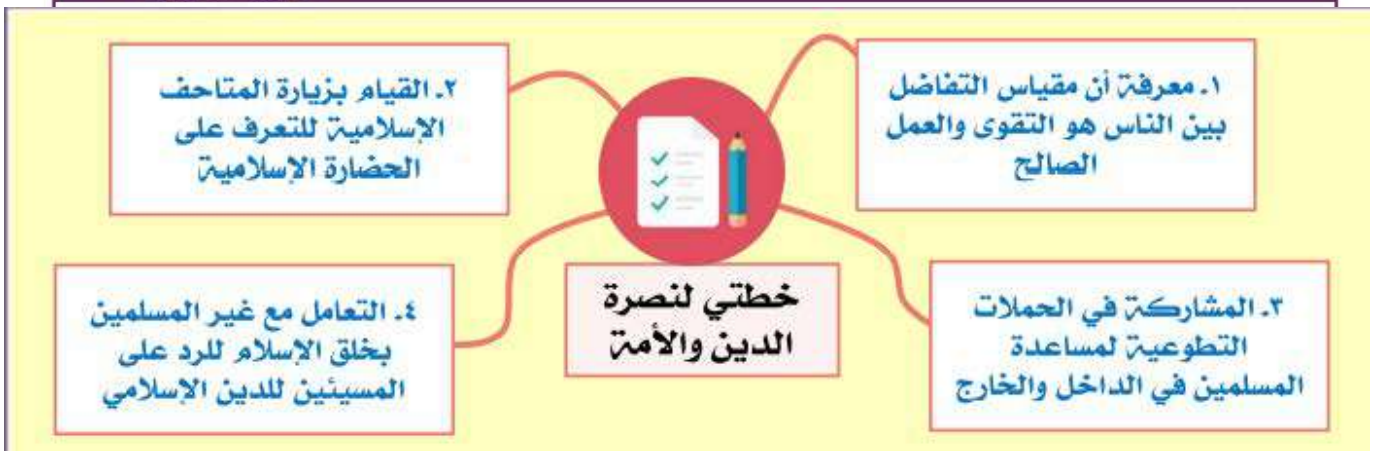 ١. معرفة أن مقياس التفاضل
بين الناس هو التقوى والعمل
الصالح
٢. القيام بزيارة المتاحف
الإسلامية للتعرف على
الحضارة الإسلامية
خطتي لنصرة
الدين والأمة
٣. المشاركة في الحملات
التطوعية لمساعدة
المسلمين في الداخل والخارج
٤. التعامل مع غير المسلمين
بخلق الإسلام للرد على
المسيئين للدين الإسلامي